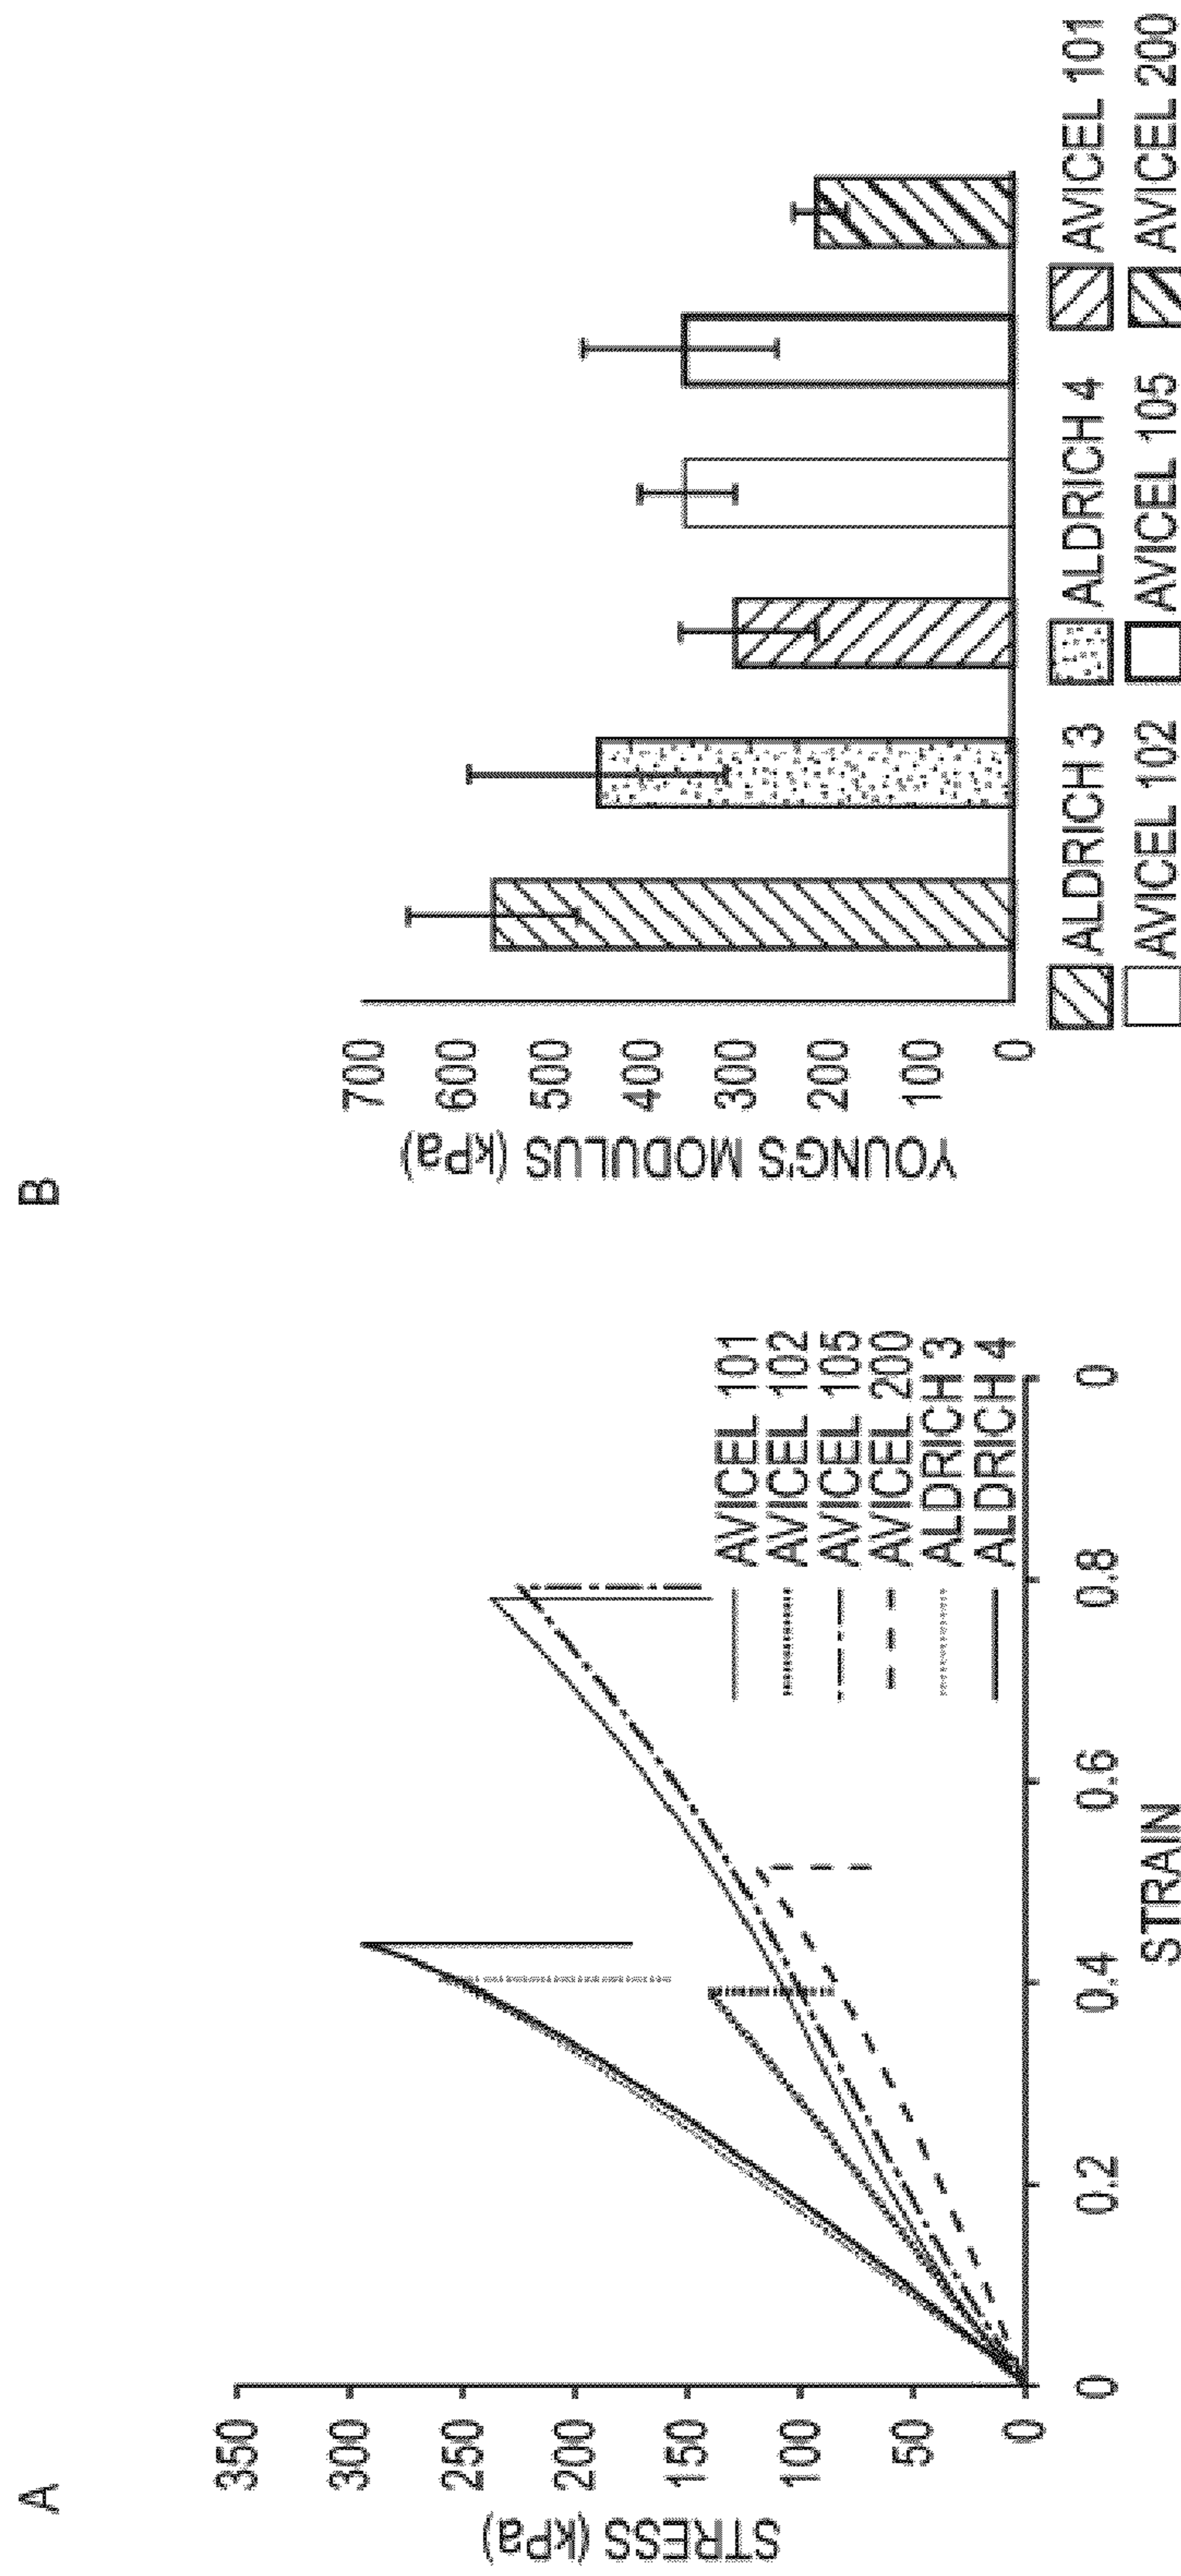 A
STRESS (kPa)
350
300
250
200
150
100
50
0
0 0.2 0.4 0.6 0.8 0
STRAIN
AVICEL 101
AVICEL 102
AVICEL 105
AVICEL 200
ALDRICH 3
ALDRICH 4
B
YOUNG'S MODULUS (kPa)
700
600
500
400
300
200
100
0
ALDRICH 3 ALDRICH 4 AVICEL 101
AVICEL 102 AVICEL 105 AVICEL 200